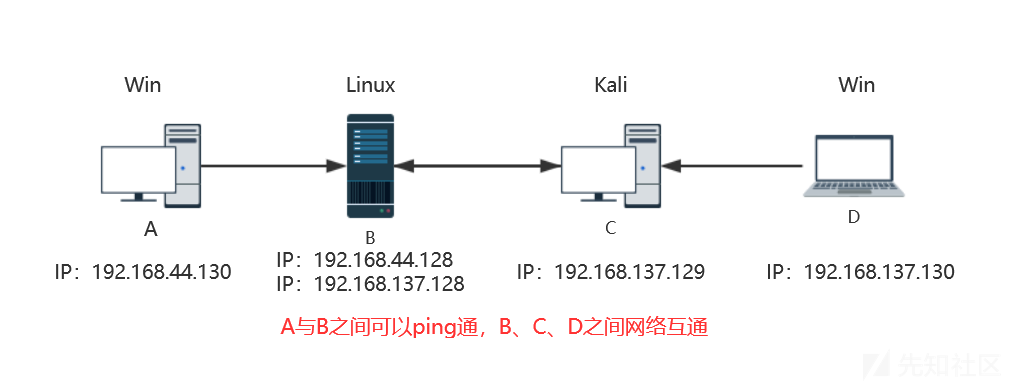 Win
Linux
Kali
Win
A
B
C
D
IP：192.168.44.130
IP：192.168.44.128
IP：192.168.137.128
IP：192.168.137.129
IP：192.168.137.130
A与B之间可以ping通，B、C、D之间网络互通
先知社区